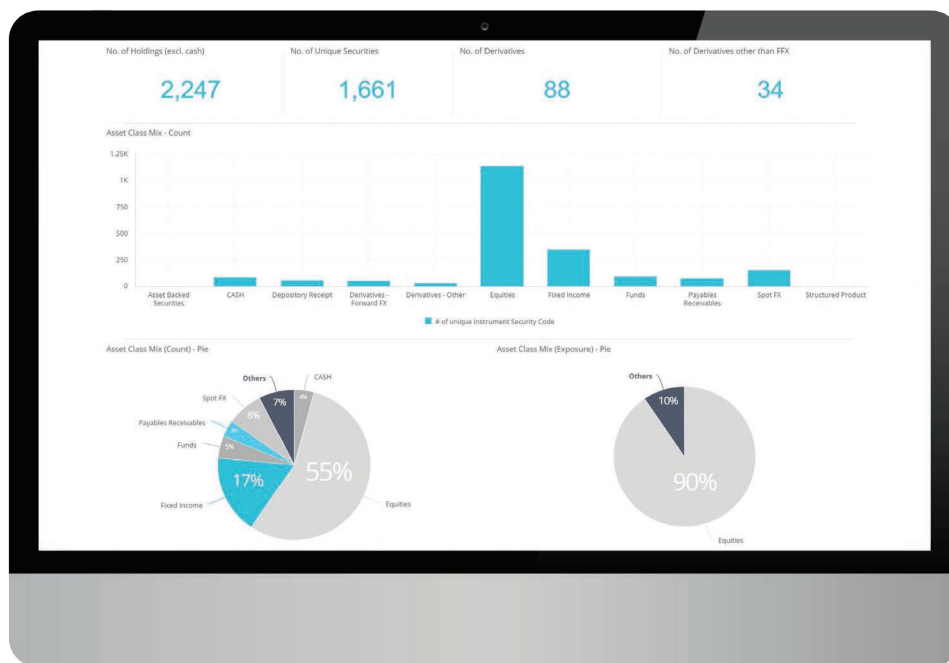 No. of Holdings (excl. cash)
No. of Unique Securities
No. of Derivatives
No. of Derivatives other than FFX
2,247
1,661
88
34
Asset Class Mix - Count
1.25K
1K
750
500
250
0
Asset Backed
Securities
CASH
Depository Receipt
Derivatives -
Forward FX
Derivatives - Other
Equities
Fixed Income
Funds
Payables
Receivables
Spot FX
Structured Product
# of unique Instrument Security Code
Asset Class Mix (Count) - Pie
Others
CASH
Spot FX
Payables Receivables
Funds
Fixed Income
Equities
7%
4%
8%
5%
17%
55%
Asset Class Mix (Exposure) - Pie
Others
10%
90%
Equities